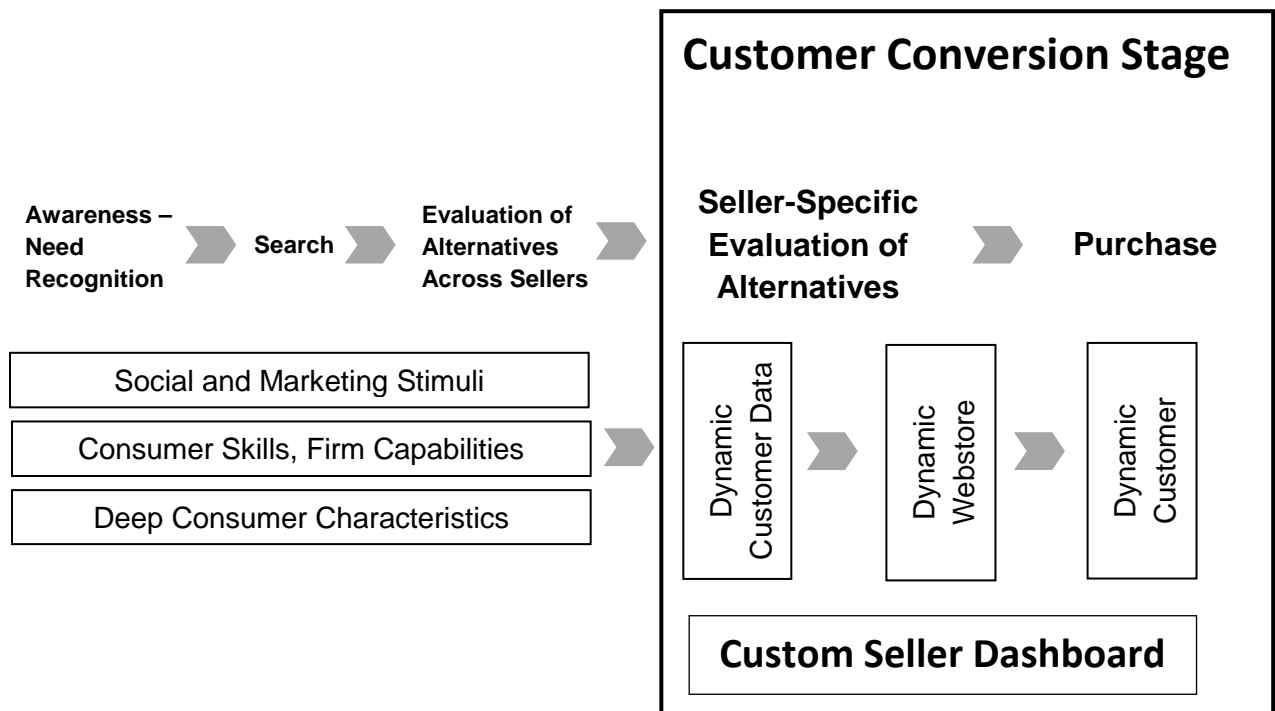 Customer Conversion Stage
Awareness –
Need
Recognition
Search
Evaluation of
Alternatives
Across Sellers
Seller-Specific
Evaluation of
Alternatives
Purchase
Social and Marketing Stimuli
Consumer Skills, Firm Capabilities
Deep Consumer Characteristics
Dynamic
Customer Data
Dynamic
Webstore
Dynamic
Customer
Custom Seller Dashboard